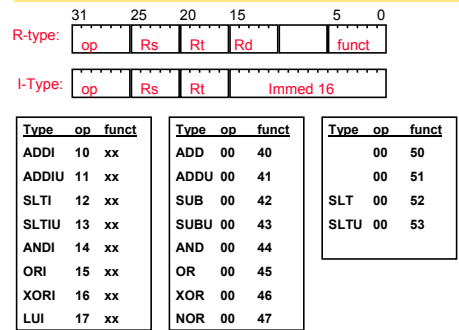 31 25 20 15 5 0
R-type: op Rs Rt Rd funct
I-Type: op Rs Rt Immed 16
Type op funct
ADDI 10 xx
ADDIU 11 xx
SLTI 12 xx
SLTIU 13 xx
ANDI 14 xx
ORI 15 xx
XORI 16 xx
LUI 17 xx
Type op funct
ADD 00 40
ADDU 00 41
SUB 00 42
SUBU 00 43
AND 00 44
OR 00 45
XOR 00 46
NOR 00 47
Type op funct
00 50
00 51
SLT 00 52
SLTU 00 53